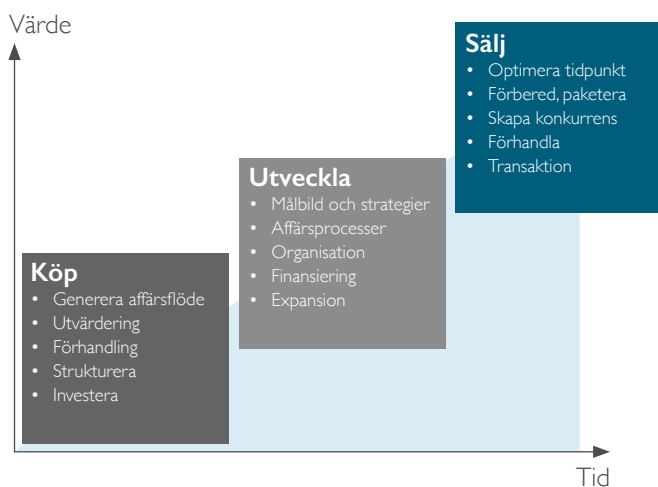 Värde
Sälj
• Optimera tidpunkt
• Förbered, paketera
• Skapa konkurrens
• Förhandla
• Transaktion
Utveckla
• Målbild och strategier
• Affärsprocesser
• Organisation
• Finansiering
• Expansion
Köp
• Generera affärsflöde
• Utvärdering
• Förhandling
• Strukturera
• Investera
Tid